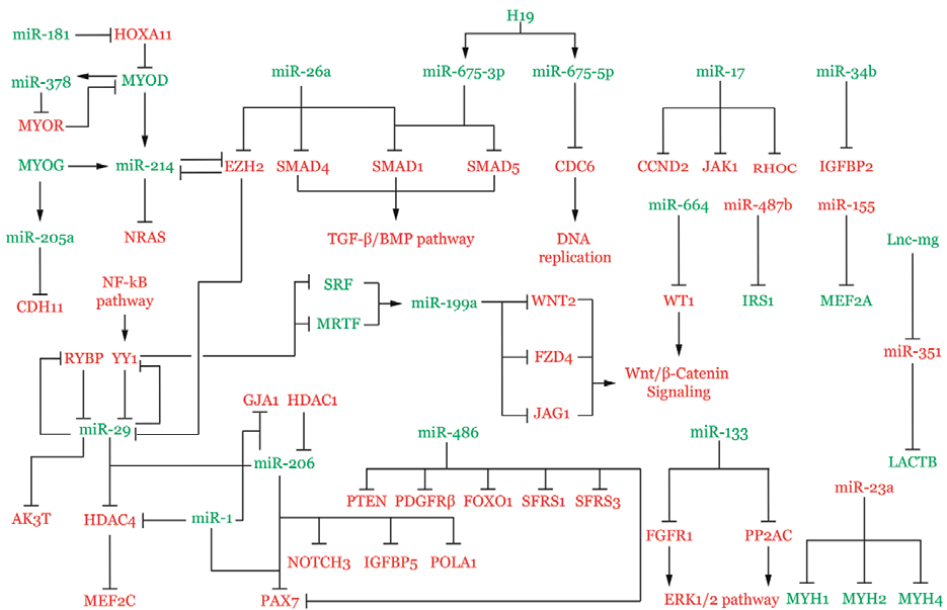 H19
miR-181
HOXA11
miR-378
MYOD
miR-26a
miR-675-3p
miR-675-5p
miR-17
miR-34b
MYOR
MYOG
miR-214
EZH2
SMAD4
SMAD1
SMAD5
CDC6
CCND2
JAK1
RHOC
IGFBP2
miR-205a
NRAS
TGF-β/BMP pathway
DNA
replication
miR-664
miR-487b
miR-155
Lnc-mg
CDH11
NF-kB
pathway
SRF
MRTF
miR-199a
WNT2
WT1
IRS1
MEF2A
RYBP
YY1
FZD4
Wnt/β-Catenin
Signaling
miR-351
GJA1
HDAC1
JAG1
miR-29
miR-206
miR-486
miR-133
LACTB
PTEN
PDGFRβ
FOXO1
SFRS1
SFRS3
miR-23a
AK3T
HDAC4
miR-1
NOTCH3
IGFBP5
POLA1
FGFR1
PP2AC
MEF2C
PAX7
ERK1/2 pathway
MYH1
MYH2
MYH4